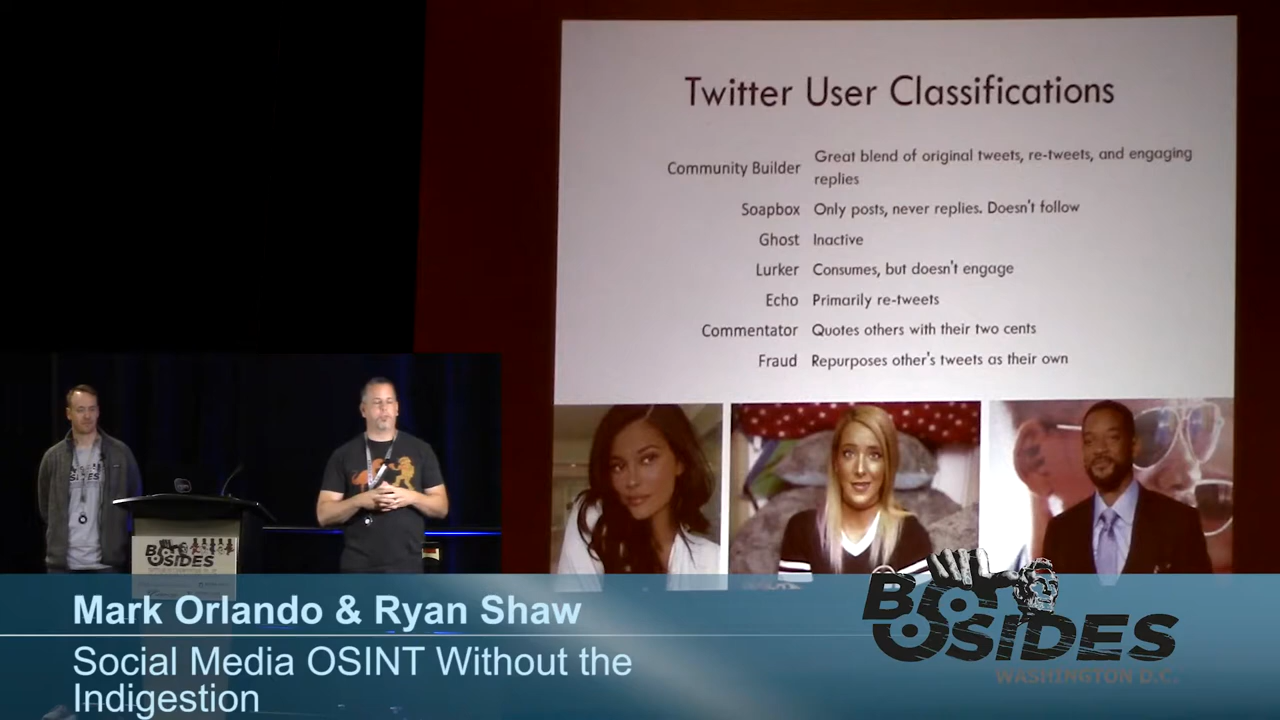 Twitter User Classifications
Community Builder Great blend of original tweets, re-tweets, and engaging
replies
Soapbox Only posts, never replies. Doesn't follow
Ghost Inactive
Lurker Consumes, but doesn't engage
Echo Primarily re-tweets
Commentator Quotes others with their two cents
Fraud Repurposes other's tweets as their own
BSIDES
BSIDES
Mark Orlando & Ryan Shaw
Social Media OSINT Without the
Indigestion
BSIDES
WASHINGTON D.C.